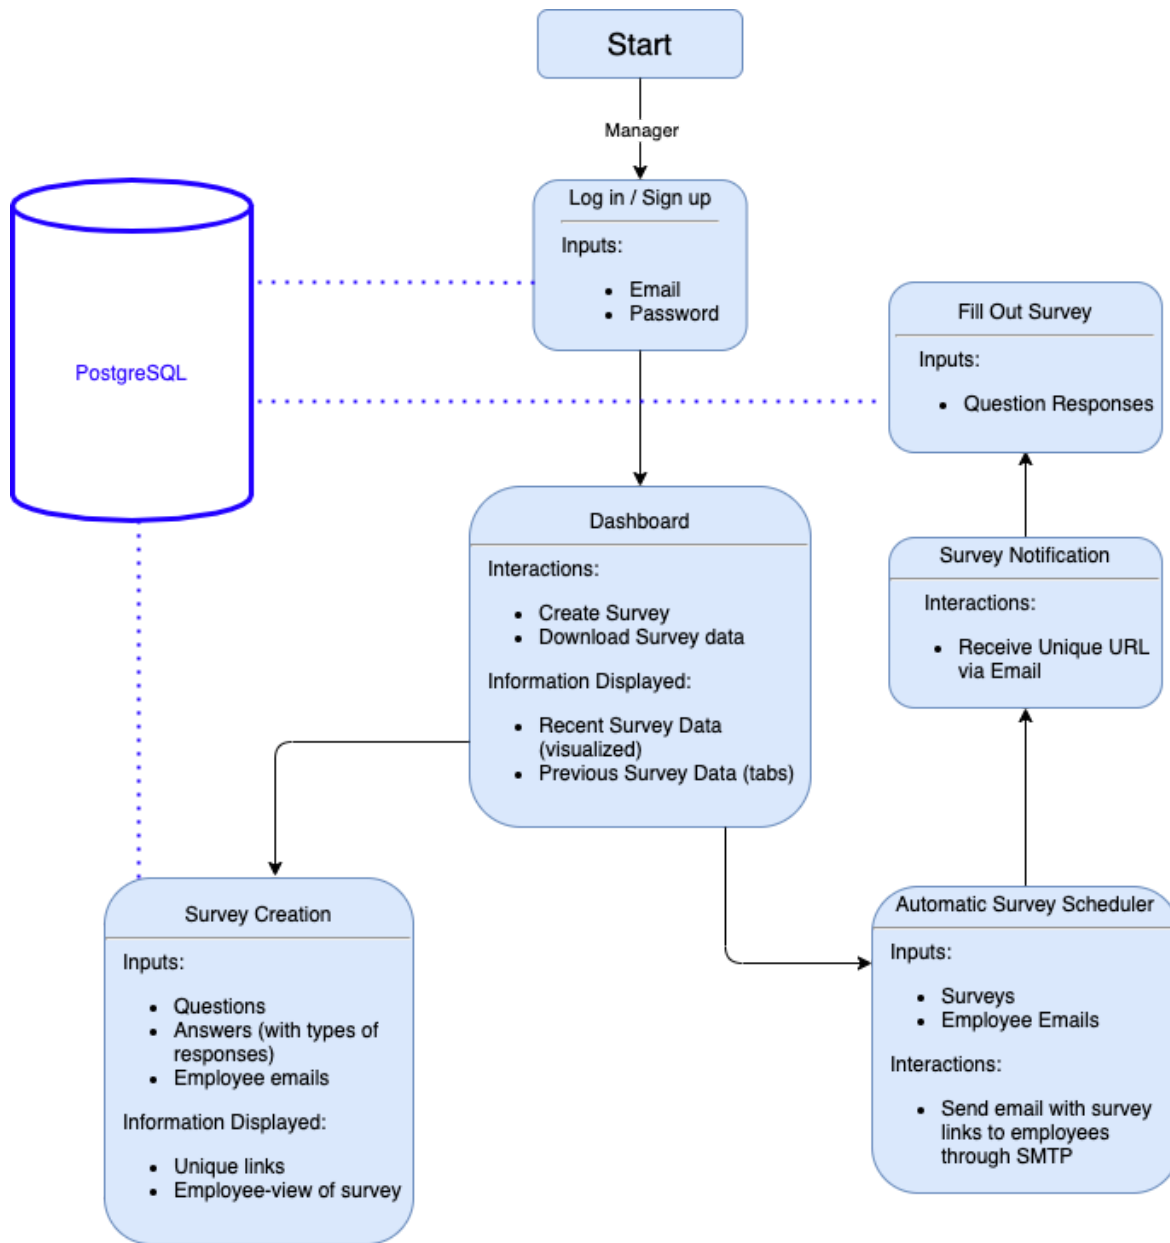 Start
Manager
Log in / Sign up
Inputs:
• Email
• Password
PostgreSQL
Fill Out Survey
Inputs:
• Question Responses
Dashboard
Interactions:
• Create Survey
• Download Survey data
Information Displayed:
• Recent Survey Data
(visualized)
• Previous Survey Data (tabs)
Survey Notification
Interactions:
• Receive Unique URL
via Email
Survey Creation
Inputs:
• Questions
• Answers (with types of
responses)
• Employee emails
Information Displayed:
• Unique links
• Employee-view of survey
Automatic Survey Scheduler
Inputs:
• Surveys
• Employee Emails
Interactions:
• Send email with survey
links to employees
through SMTP